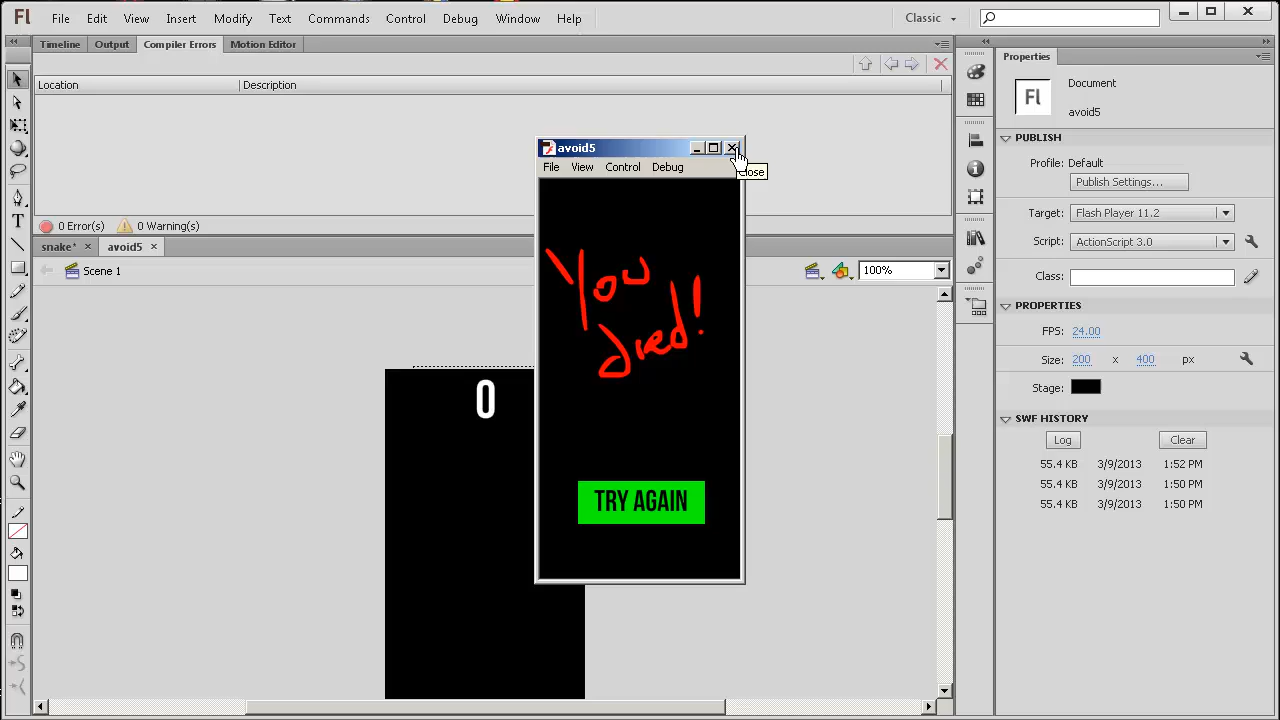 Fl File Edit View Insert Modify Text Commands Control Debug Window Help Classic
Timeline Output Compiler Errors Motion Editor
Location Description
0 Error(s) 0 Warning(s)
snake* avoid5
Scene 1 100%
0
avoid5
File View Control Debug
Close
You
died!
TRY AGAIN
Properties
Fl Document
avoid5
PUBLISH
Profile: Default
Publish Settings...
Target: Flash Player 11.2
Script: ActionScript 3.0
Class:
PROPERTIES
FPS: 24.00
Size: 200 x 400 px
Stage:
SWF HISTORY
Log Clear
55.4 KB 3/9/2013 1:52 PM
55.4 KB 3/9/2013 1:50 PM
55.4 KB 3/9/2013 1:50 PM